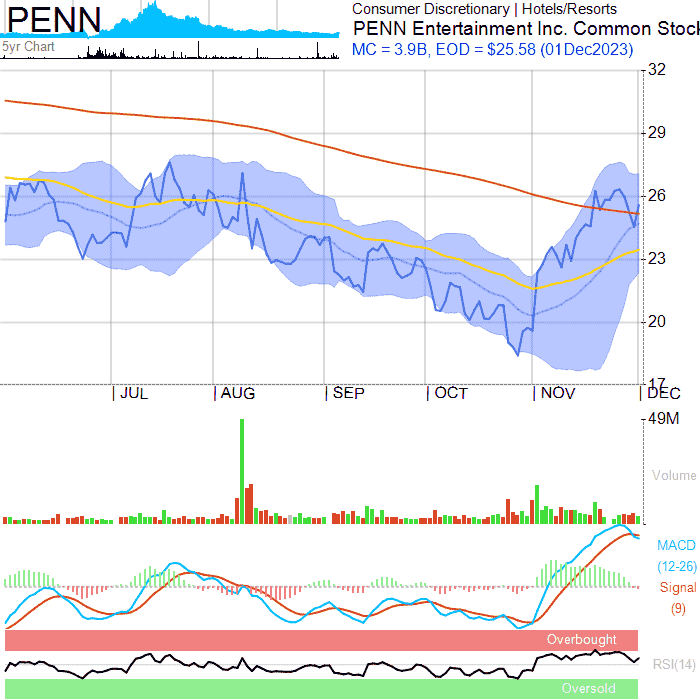 PENN
5yr Chart
Consumer Discretionary | Hotels/Resorts
PENN Entertainment Inc. Common Stoc
MC = 3.9B, EOD = $25.58 (01Dec2023)
32
29
26
23
20
17
JUL
AUG
SEP
OCT
NOV
DEC
49M
Volume
MACD
(12-26)
Signal
(9)
Overbought
RSI(14)
Oversold